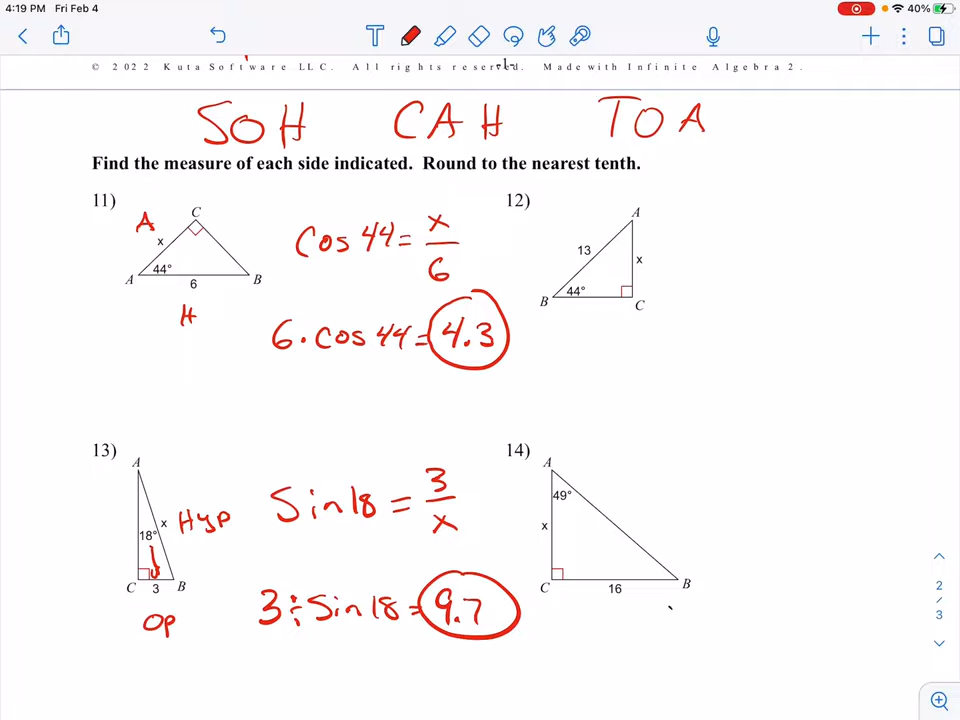 4:19 PM Fri Feb 4
40%
© 2022 Kuta Software LLC. All rights reserved. Made with Infinite Algebra 2.
-1-
SOH CAH TOA
Find the measure of each side indicated. Round to the nearest tenth.
11)
A
C
x
44°
A
6
B
H
Cos 44 = x/6
6 · cos 44 = 4.3
12)
A
13
x
44°
B
C
13)
A
x
Hyp
18°
C
3
B
Op
Sin 18 = 3/x
3 ÷ Sin 18 = 9.7
14)
A
49°
x
C
16
B
2
/
3